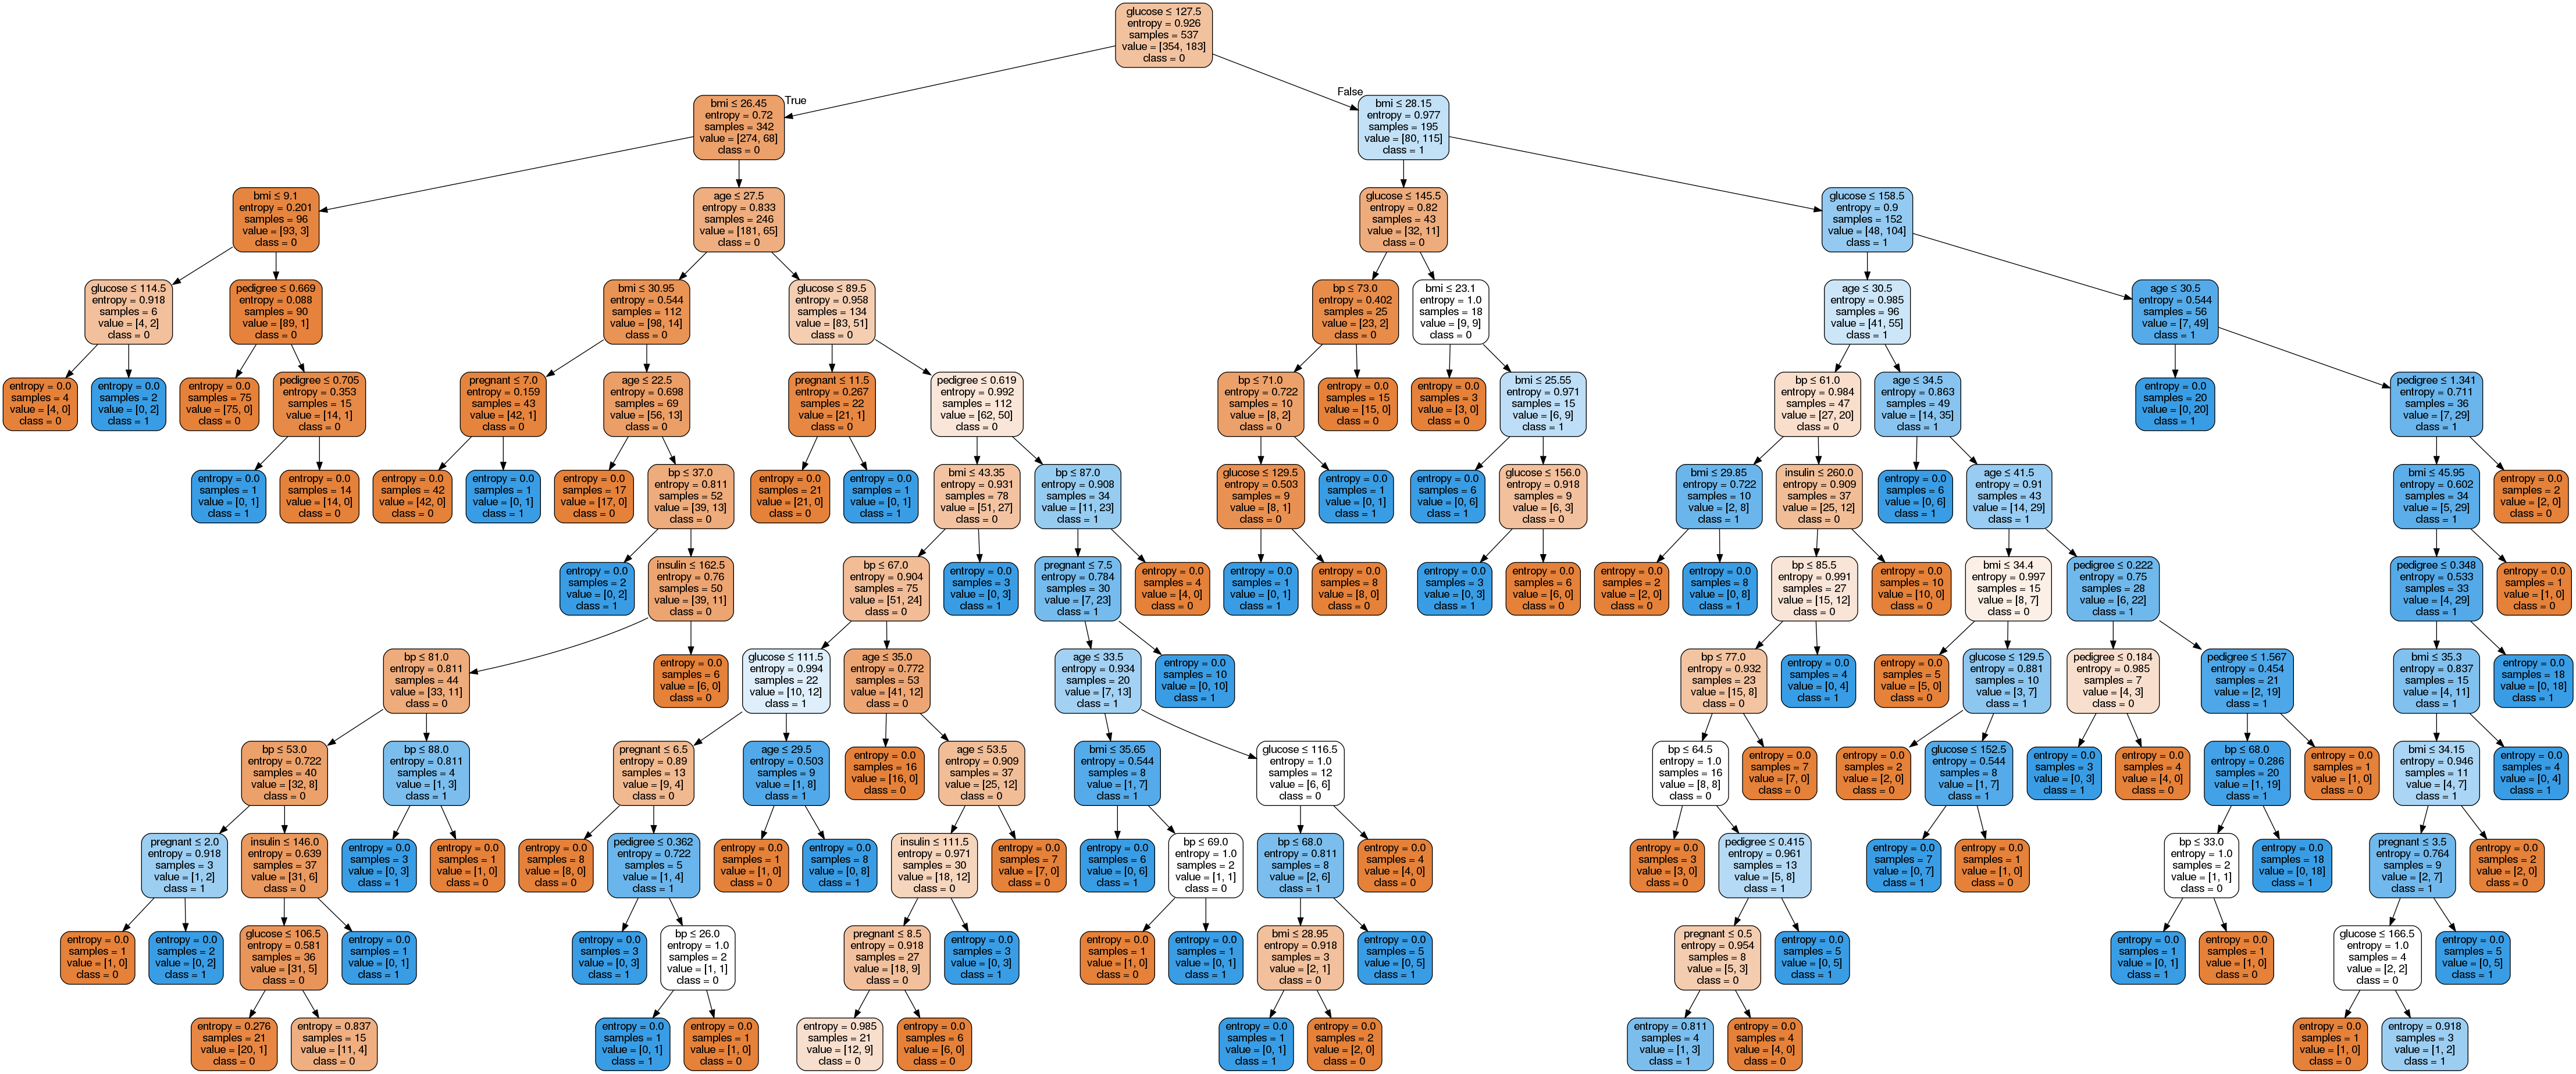 glucose ≤ 127.5
entropy = 0.926
samples = 537
value = [354, 183]
class = 0
True
False
bmi ≤ 26.45
entropy = 0.72
samples = 342
value = [274, 68]
class = 0
bmi ≤ 28.15
entropy = 0.977
samples = 195
value = [80, 115]
class = 1
bmi ≤ 9.1
entropy = 0.201
samples = 96
value = [93, 3]
class = 0
age ≤ 27.5
entropy = 0.833
samples = 246
value = [181, 65]
class = 0
glucose ≤ 145.5
entropy = 0.82
samples = 43
value = [32, 11]
class = 0
glucose ≤ 158.5
entropy = 0.9
samples = 152
value = [48, 104]
class = 1
glucose ≤ 114.5
entropy = 0.918
samples = 6
value = [4, 2]
class = 0
pedigree ≤ 0.669
entropy = 0.088
samples = 90
value = [89, 1]
class = 0
bmi ≤ 30.95
entropy = 0.544
samples = 112
value = [98, 14]
class = 0
glucose ≤ 89.5
entropy = 0.958
samples = 134
value = [83, 51]
class = 0
bp ≤ 73.0
entropy = 0.402
samples = 25
value = [23, 2]
class = 0
bmi ≤ 23.1
entropy = 1.0
samples = 18
value = [9, 9]
class = 0
age ≤ 30.5
entropy = 0.985
samples = 96
value = [41, 55]
class = 1
age ≤ 30.5
entropy = 0.544
samples = 56
value = [7, 49]
class = 1
entropy = 0.0
samples = 4
value = [4, 0]
class = 0
entropy = 0.0
samples = 2
value = [0, 2]
class = 1
entropy = 0.0
samples = 75
value = [75, 0]
class = 0
pedigree ≤ 0.705
entropy = 0.353
samples = 15
value = [14, 1]
class = 0
pregnant ≤ 7.0
entropy = 0.159
samples = 43
value = [42, 1]
class = 0
age ≤ 22.5
entropy = 0.698
samples = 69
value = [56, 13]
class = 0
pregnant ≤ 11.5
entropy = 0.267
samples = 22
value = [21, 1]
class = 0
pedigree ≤ 0.619
entropy = 0.992
samples = 112
value = [62, 50]
class = 0
bp ≤ 71.0
entropy = 0.722
samples = 10
value = [8, 2]
class = 0
entropy = 0.0
samples = 15
value = [15, 0]
class = 0
entropy = 0.0
samples = 3
value = [3, 0]
class = 0
bmi ≤ 25.55
entropy = 0.971
samples = 15
value = [6, 9]
class = 1
bp ≤ 61.0
entropy = 0.984
samples = 47
value = [27, 20]
class = 0
age ≤ 34.5
entropy = 0.863
samples = 49
value = [14, 35]
class = 1
entropy = 0.0
samples = 20
value = [0, 20]
class = 1
pedigree ≤ 1.341
entropy = 0.711
samples = 36
value = [7, 29]
class = 1
entropy = 0.0
samples = 1
value = [0, 1]
class = 1
entropy = 0.0
samples = 14
value = [14, 0]
class = 0
entropy = 0.0
samples = 42
value = [42, 0]
class = 0
entropy = 0.0
samples = 1
value = [0, 1]
class = 1
entropy = 0.0
samples = 17
value = [17, 0]
class = 0
bp ≤ 37.0
entropy = 0.811
samples = 52
value = [39, 13]
class = 0
entropy = 0.0
samples = 21
value = [21, 0]
class = 0
entropy = 0.0
samples = 1
value = [0, 1]
class = 1
bmi ≤ 43.35
entropy = 0.931
samples = 78
value = [51, 27]
class = 0
bp ≤ 87.0
entropy = 0.908
samples = 34
value = [11, 23]
class = 1
glucose ≤ 129.5
entropy = 0.503
samples = 9
value = [8, 1]
class = 0
entropy = 0.0
samples = 1
value = [0, 1]
class = 1
entropy = 0.0
samples = 6
value = [0, 6]
class = 1
glucose ≤ 156.0
entropy = 0.918
samples = 9
value = [6, 3]
class = 0
bmi ≤ 29.85
entropy = 0.722
samples = 10
value = [2, 8]
class = 1
insulin ≤ 260.0
entropy = 0.909
samples = 37
value = [25, 12]
class = 0
entropy = 0.0
samples = 6
value = [0, 6]
class = 1
age ≤ 41.5
entropy = 0.91
samples = 43
value = [14, 29]
class = 1
bmi ≤ 45.95
entropy = 0.602
samples = 34
value = [5, 29]
class = 1
entropy = 0.0
samples = 2
value = [2, 0]
class = 0
entropy = 0.0
samples = 2
value = [0, 2]
class = 1
insulin ≤ 162.5
entropy = 0.76
samples = 50
value = [39, 11]
class = 0
bp ≤ 67.0
entropy = 0.904
samples = 75
value = [51, 24]
class = 0
entropy = 0.0
samples = 3
value = [0, 3]
class = 1
pregnant ≤ 7.5
entropy = 0.784
samples = 30
value = [7, 23]
class = 1
entropy = 0.0
samples = 4
value = [4, 0]
class = 0
entropy = 0.0
samples = 1
value = [0, 1]
class = 1
entropy = 0.0
samples = 8
value = [8, 0]
class = 0
entropy = 0.0
samples = 3
value = [0, 3]
class = 1
entropy = 0.0
samples = 6
value = [6, 0]
class = 0
entropy = 0.0
samples = 2
value = [2, 0]
class = 0
entropy = 0.0
samples = 8
value = [0, 8]
class = 1
bp ≤ 85.5
entropy = 0.991
samples = 27
value = [15, 12]
class = 0
entropy = 0.0
samples = 10
value = [10, 0]
class = 0
bmi ≤ 34.4
entropy = 0.997
samples = 15
value = [8, 7]
class = 0
pedigree ≤ 0.222
entropy = 0.75
samples = 28
value = [6, 22]
class = 1
pedigree ≤ 0.348
entropy = 0.533
samples = 33
value = [4, 29]
class = 1
entropy = 0.0
samples = 1
value = [1, 0]
class = 0
bp ≤ 81.0
entropy = 0.811
samples = 44
value = [33, 11]
class = 0
entropy = 0.0
samples = 6
value = [6, 0]
class = 0
glucose ≤ 111.5
entropy = 0.994
samples = 22
value = [10, 12]
class = 1
age ≤ 35.0
entropy = 0.772
samples = 53
value = [41, 12]
class = 0
age ≤ 33.5
entropy = 0.934
samples = 20
value = [7, 13]
class = 1
entropy = 0.0
samples = 10
value = [0, 10]
class = 1
bp ≤ 77.0
entropy = 0.932
samples = 23
value = [15, 8]
class = 0
entropy = 0.0
samples = 4
value = [0, 4]
class = 1
entropy = 0.0
samples = 5
value = [5, 0]
class = 0
glucose ≤ 129.5
entropy = 0.881
samples = 10
value = [3, 7]
class = 1
pedigree ≤ 0.184
entropy = 0.985
samples = 7
value = [4, 3]
class = 0
pedigree ≤ 1.567
entropy = 0.454
samples = 21
value = [2, 19]
class = 1
bmi ≤ 35.3
entropy = 0.837
samples = 15
value = [4, 11]
class = 1
entropy = 0.0
samples = 18
value = [0, 18]
class = 1
bp ≤ 53.0
entropy = 0.722
samples = 40
value = [32, 8]
class = 0
bp ≤ 88.0
entropy = 0.811
samples = 4
value = [1, 3]
class = 1
pregnant ≤ 6.5
entropy = 0.89
samples = 13
value = [9, 4]
class = 0
age ≤ 29.5
entropy = 0.503
samples = 9
value = [1, 8]
class = 1
entropy = 0.0
samples = 16
value = [16, 0]
class = 0
age ≤ 53.5
entropy = 0.909
samples = 37
value = [25, 12]
class = 0
bmi ≤ 35.65
entropy = 0.544
samples = 8
value = [1, 7]
class = 1
glucose ≤ 116.5
entropy = 1.0
samples = 12
value = [6, 6]
class = 0
bp ≤ 64.5
entropy = 1.0
samples = 16
value = [8, 8]
class = 0
entropy = 0.0
samples = 7
value = [7, 0]
class = 0
entropy = 0.0
samples = 2
value = [2, 0]
class = 0
glucose ≤ 152.5
entropy = 0.544
samples = 8
value = [1, 7]
class = 1
entropy = 0.0
samples = 3
value = [0, 3]
class = 1
entropy = 0.0
samples = 4
value = [4, 0]
class = 0
bp ≤ 68.0
entropy = 0.286
samples = 20
value = [1, 19]
class = 1
entropy = 0.0
samples = 1
value = [1, 0]
class = 0
bmi ≤ 34.15
entropy = 0.946
samples = 11
value = [4, 7]
class = 1
entropy = 0.0
samples = 4
value = [0, 4]
class = 1
pregnant ≤ 2.0
entropy = 0.918
samples = 3
value = [1, 2]
class = 1
insulin ≤ 146.0
entropy = 0.639
samples = 37
value = [31, 6]
class = 0
entropy = 0.0
samples = 3
value = [0, 3]
class = 1
entropy = 0.0
samples = 1
value = [1, 0]
class = 0
entropy = 0.0
samples = 8
value = [8, 0]
class = 0
pedigree ≤ 0.362
entropy = 0.722
samples = 5
value = [1, 4]
class = 1
entropy = 0.0
samples = 1
value = [1, 0]
class = 0
entropy = 0.0
samples = 8
value = [0, 8]
class = 1
insulin ≤ 111.5
entropy = 0.971
samples = 30
value = [18, 12]
class = 0
entropy = 0.0
samples = 7
value = [7, 0]
class = 0
entropy = 0.0
samples = 6
value = [0, 6]
class = 1
bp ≤ 69.0
entropy = 1.0
samples = 2
value = [1, 1]
class = 0
bp ≤ 68.0
entropy = 0.811
samples = 8
value = [2, 6]
class = 1
entropy = 0.0
samples = 4
value = [4, 0]
class = 0
entropy = 0.0
samples = 3
value = [3, 0]
class = 0
pedigree ≤ 0.415
entropy = 0.961
samples = 13
value = [5, 8]
class = 1
entropy = 0.0
samples = 7
value = [0, 7]
class = 1
entropy = 0.0
samples = 1
value = [1, 0]
class = 0
bp ≤ 33.0
entropy = 1.0
samples = 2
value = [1, 1]
class = 0
entropy = 0.0
samples = 18
value = [0, 18]
class = 1
pregnant ≤ 3.5
entropy = 0.764
samples = 9
value = [2, 7]
class = 1
entropy = 0.0
samples = 2
value = [2, 0]
class = 0
entropy = 0.0
samples = 1
value = [1, 0]
class = 0
entropy = 0.0
samples = 2
value = [0, 2]
class = 1
glucose ≤ 106.5
entropy = 0.581
samples = 36
value = [31, 5]
class = 0
entropy = 0.0
samples = 1
value = [0, 1]
class = 1
entropy = 0.0
samples = 3
value = [0, 3]
class = 1
bp ≤ 26.0
entropy = 1.0
samples = 2
value = [1, 1]
class = 0
pregnant ≤ 8.5
entropy = 0.918
samples = 27
value = [18, 9]
class = 0
entropy = 0.0
samples = 3
value = [0, 3]
class = 1
entropy = 0.0
samples = 1
value = [1, 0]
class = 0
entropy = 0.0
samples = 1
value = [0, 1]
class = 1
bmi ≤ 28.95
entropy = 0.918
samples = 3
value = [2, 1]
class = 0
entropy = 0.0
samples = 5
value = [0, 5]
class = 1
pregnant ≤ 0.5
entropy = 0.954
samples = 8
value = [5, 3]
class = 0
entropy = 0.0
samples = 5
value = [0, 5]
class = 1
entropy = 0.0
samples = 1
value = [0, 1]
class = 1
entropy = 0.0
samples = 1
value = [1, 0]
class = 0
glucose ≤ 166.5
entropy = 1.0
samples = 4
value = [2, 2]
class = 0
entropy = 0.0
samples = 5
value = [0, 5]
class = 1
entropy = 0.276
samples = 21
value = [20, 1]
class = 0
entropy = 0.837
samples = 15
value = [11, 4]
class = 0
entropy = 0.0
samples = 1
value = [0, 1]
class = 1
entropy = 0.0
samples = 1
value = [1, 0]
class = 0
entropy = 0.985
samples = 21
value = [12, 9]
class = 0
entropy = 0.0
samples = 6
value = [6, 0]
class = 0
entropy = 0.0
samples = 1
value = [0, 1]
class = 1
entropy = 0.0
samples = 2
value = [2, 0]
class = 0
entropy = 0.811
samples = 4
value = [1, 3]
class = 1
entropy = 0.0
samples = 4
value = [4, 0]
class = 0
entropy = 0.0
samples = 1
value = [1, 0]
class = 0
entropy = 0.918
samples = 3
value = [1, 2]
class = 1